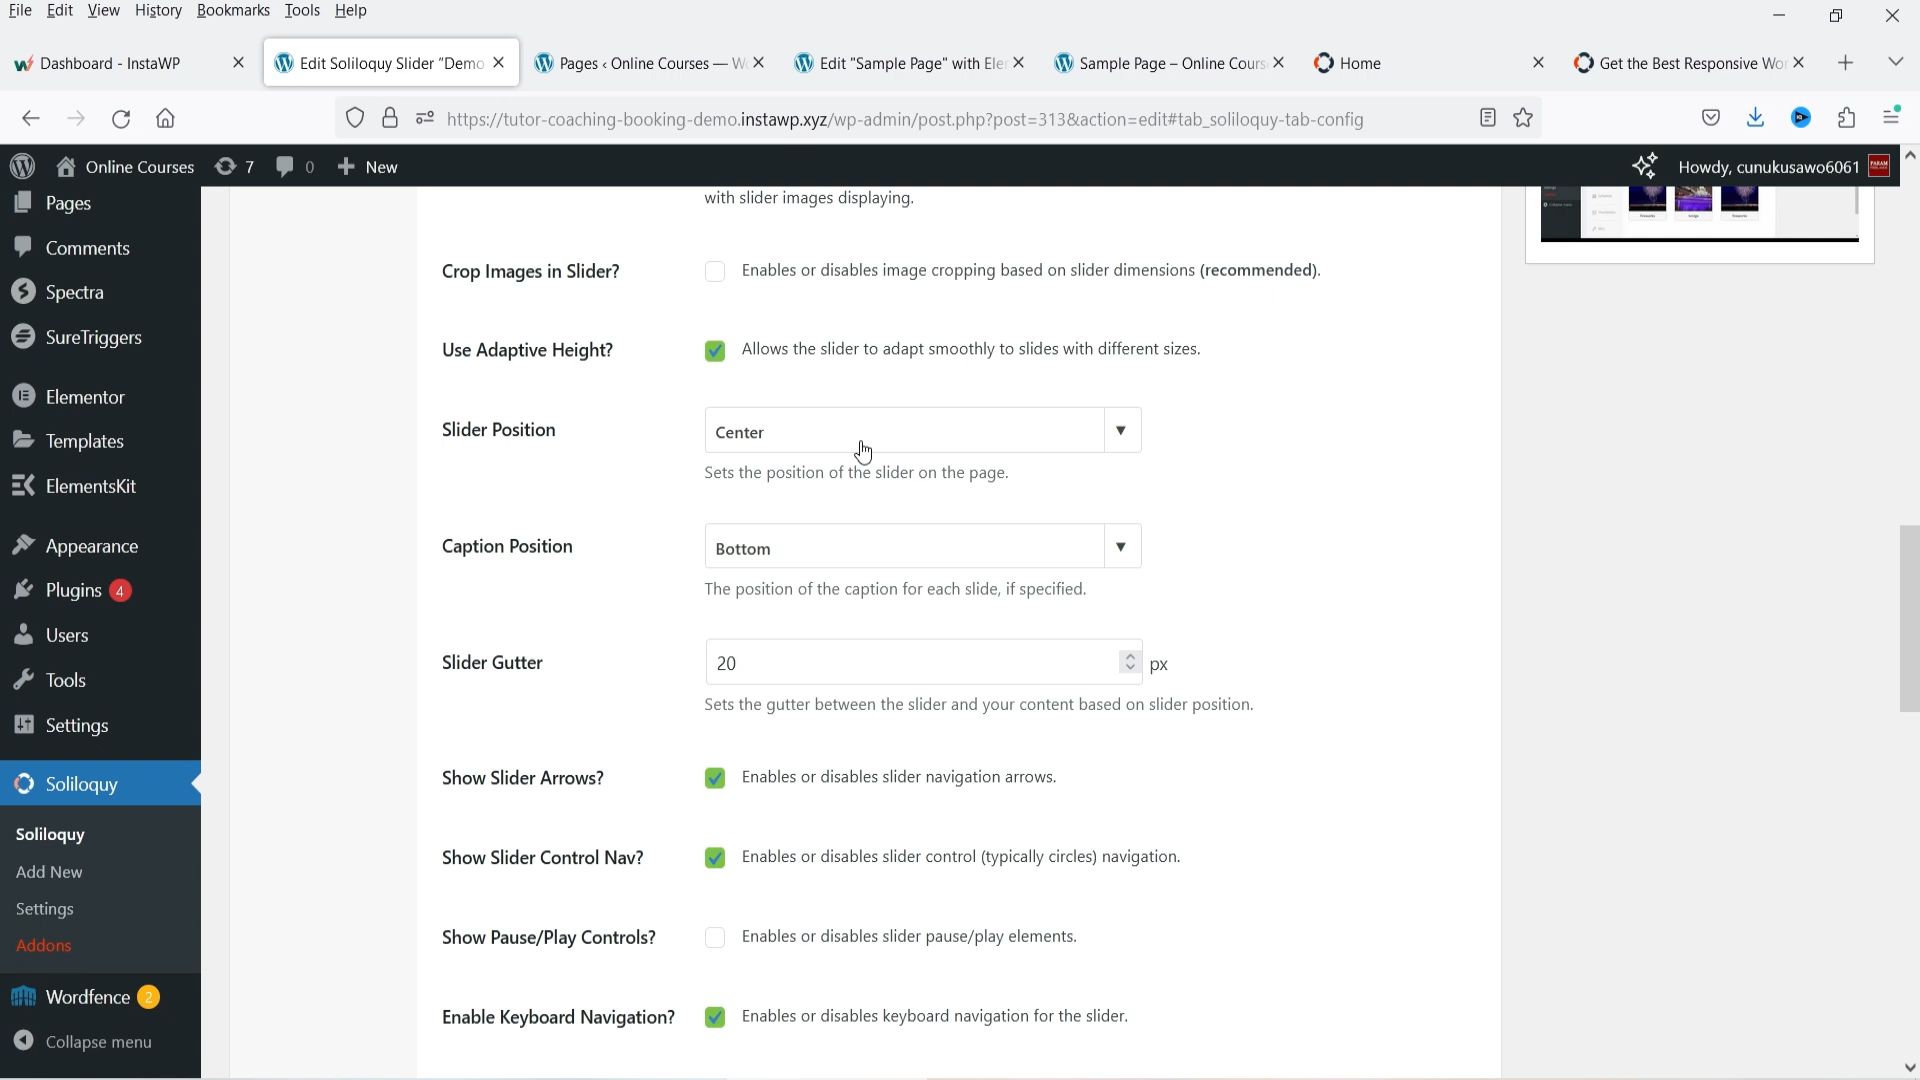 File Edit View History Bookmarks Tools Help
Dashboard - InstaWP
Edit Soliloquy Slider "Demo
Pages ‹ Online Courses — W
Edit "Sample Page" with Ele
Sample Page – Online Cours
Home
Get the Best Responsive Wor
https://tutor-coaching-booking-demo.instawp.xyz/wp-admin/post.php?post=313&action=edit#tab_soliloquy-tab-config
Online Courses 7 0 New Howdy, cunukusawo6061
Pages
Comments
Spectra
SureTriggers
Elementor
Templates
ElementsKit
Appearance
Plugins 4
Users
Tools
Settings
Soliloquy
Soliloquy
Add New
Settings
Addons
Wordfence 2
Collapse menu
with slider images displaying.
Crop Images in Slider? Enables or disables image cropping based on slider dimensions (recommended).
Use Adaptive Height? Allows the slider to adapt smoothly to slides with different sizes.
Slider Position Center
Sets the position of the slider on the page.
Caption Position Bottom
The position of the caption for each slide, if specified.
Slider Gutter 20 px
Sets the gutter between the slider and your content based on slider position.
Show Slider Arrows? Enables or disables slider navigation arrows.
Show Slider Control Nav? Enables or disables slider control (typically circles) navigation.
Show Pause/Play Controls? Enables or disables slider pause/play elements.
Enable Keyboard Navigation? Enables or disables keyboard navigation for the slider.